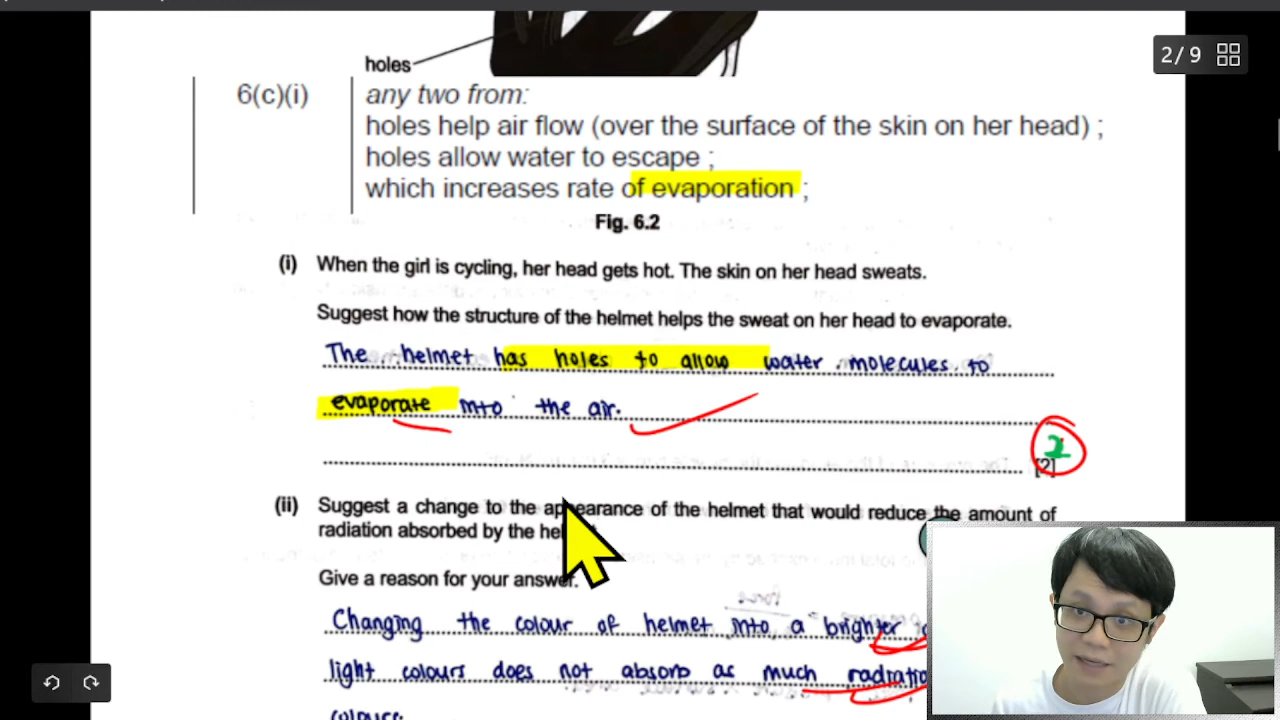 2/9
holes
6(c)(i)
any two from:
holes help air flow (over the surface of the skin on her head) ;
holes allow water to escape ;
which increases rate of evaporation ;
Fig. 6.2
(i) When the girl is cycling, her head gets hot. The skin on her head sweats.
Suggest how the structure of the helmet helps the sweat on her head to evaporate.
The helmet has holes to allow water molecules to
evaporate into the air.
2
[2]
(ii) Suggest a change to the appearance of the helmet that would reduce the amount of
radiation absorbed by the
Give a reason for your answer.
Changing the colour of helmet into a brighter
light colours does not absorb as much
colours